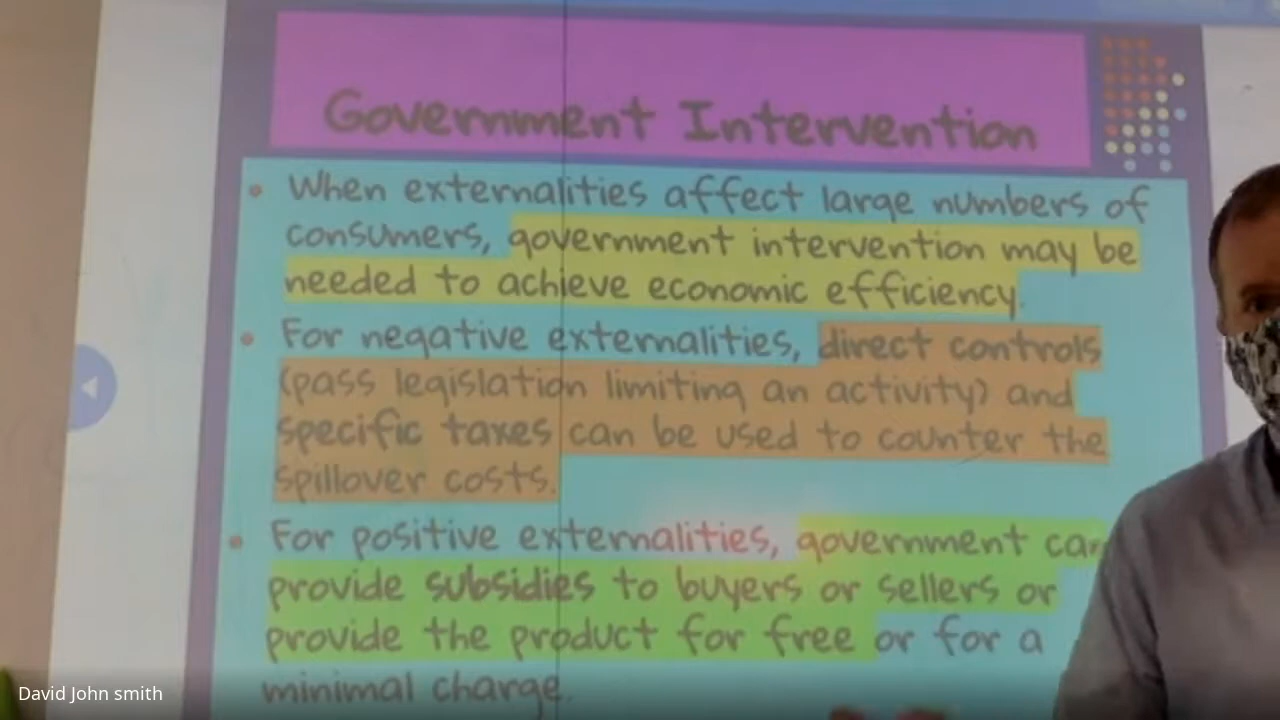 Government Intervention
• When externalities affect large numbers of
consumers, government intervention may be
needed to achieve economic efficiency.
• For negative externalities, direct controls
(pass legislation limiting an activity) and
specific taxes can be used to counter the
spillover costs.
• For positive externalities, government can
provide subsidies to buyers or sellers or
provide the product for free or for a
minimal charge.
David John smith